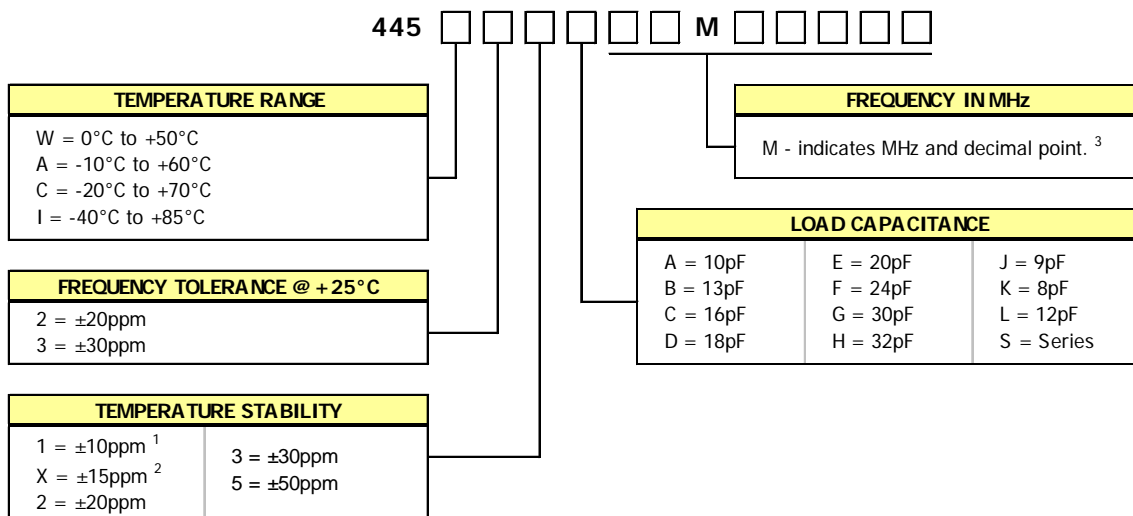 445 M
TEMPERATURE RANGE
W = 0°C to +50°C
A = -10°C to +60°C
C = -20°C to +70°C
I = -40°C to +85°C
FREQUENCY IN MHz
M - indicates MHz and decimal point. 3
LOAD CAPACITANCE
A = 10pF
B = 13pF
C = 16pF
D = 18pF
E = 20pF
F = 24pF
G = 30pF
H = 32pF
J = 9pF
K = 8pF
L = 12pF
S = Series
FREQUENCY TOLERANCE @ +25°C
2 = ±20ppm
3 = ±30ppm
TEMPERATURE STABILITY
1 = ±10ppm 1
X = ±15ppm 2
2 = ±20ppm
3 = ±30ppm
5 = ±50ppm